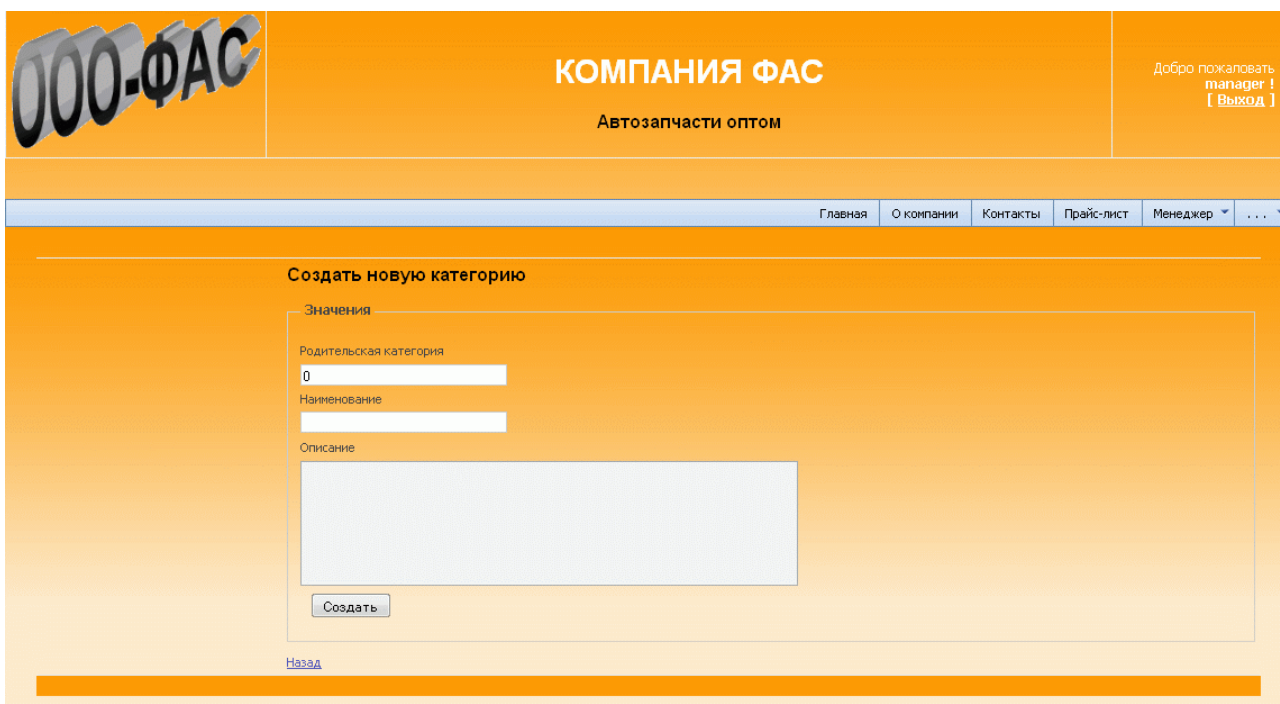 ООО-ФАС
КОМПАНИЯ ФАС
Автозапчасти оптом
Добро пожаловать
manager !
[ Выход ]
Главная
О компании
Контакты
Прайс-лист
Менеджер
. . .
Создать новую категорию
Значения
Родительская категория
0
Наименование
Описание
Создать
Назад